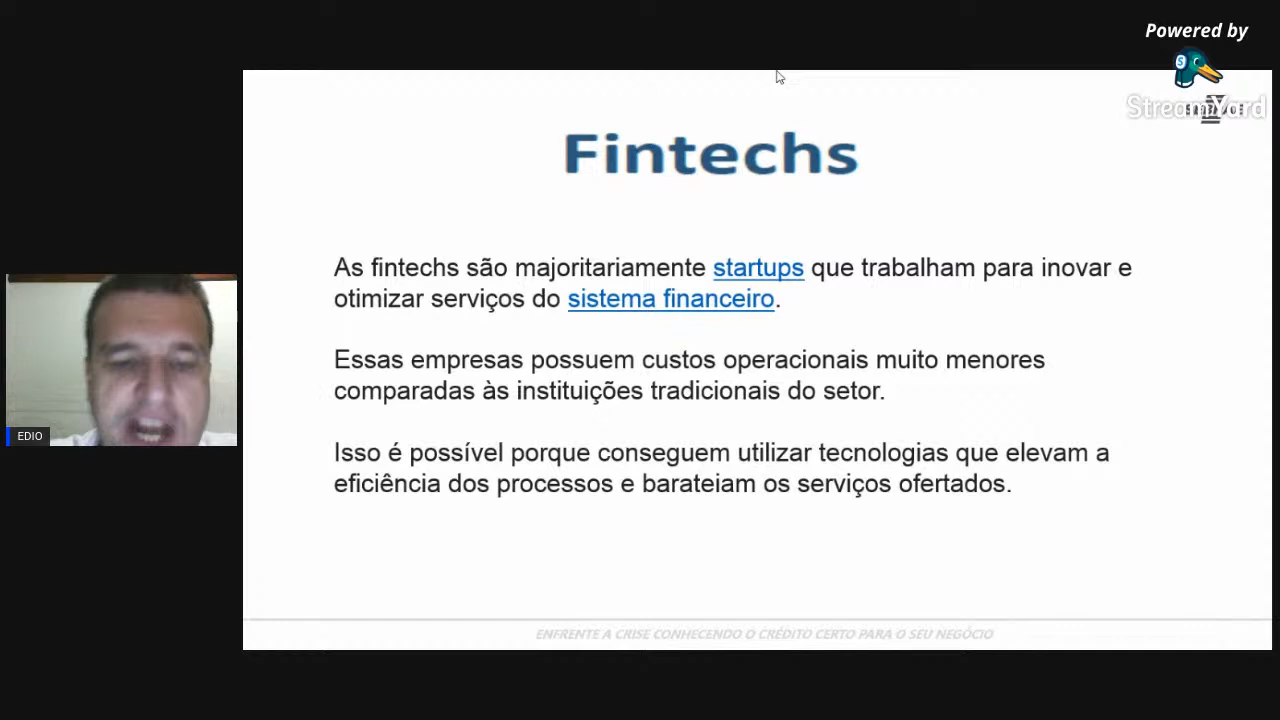 Powered by
StreamYard
Fintechs
As fintechs são majoritariamente startups que trabalham para inovar e
otimizar serviços do sistema financeiro.
Essas empresas possuem custos operacionais muito menores
comparadas às instituições tradicionais do setor.
Isso é possível porque conseguem utilizar tecnologias que elevam a
eficiência dos processos e barateiam os serviços ofertados.
EDIO
ENFRENTE A CRISE CONHECENDO O CRÉDITO CERTO PARA O SEU NEGÓCIO